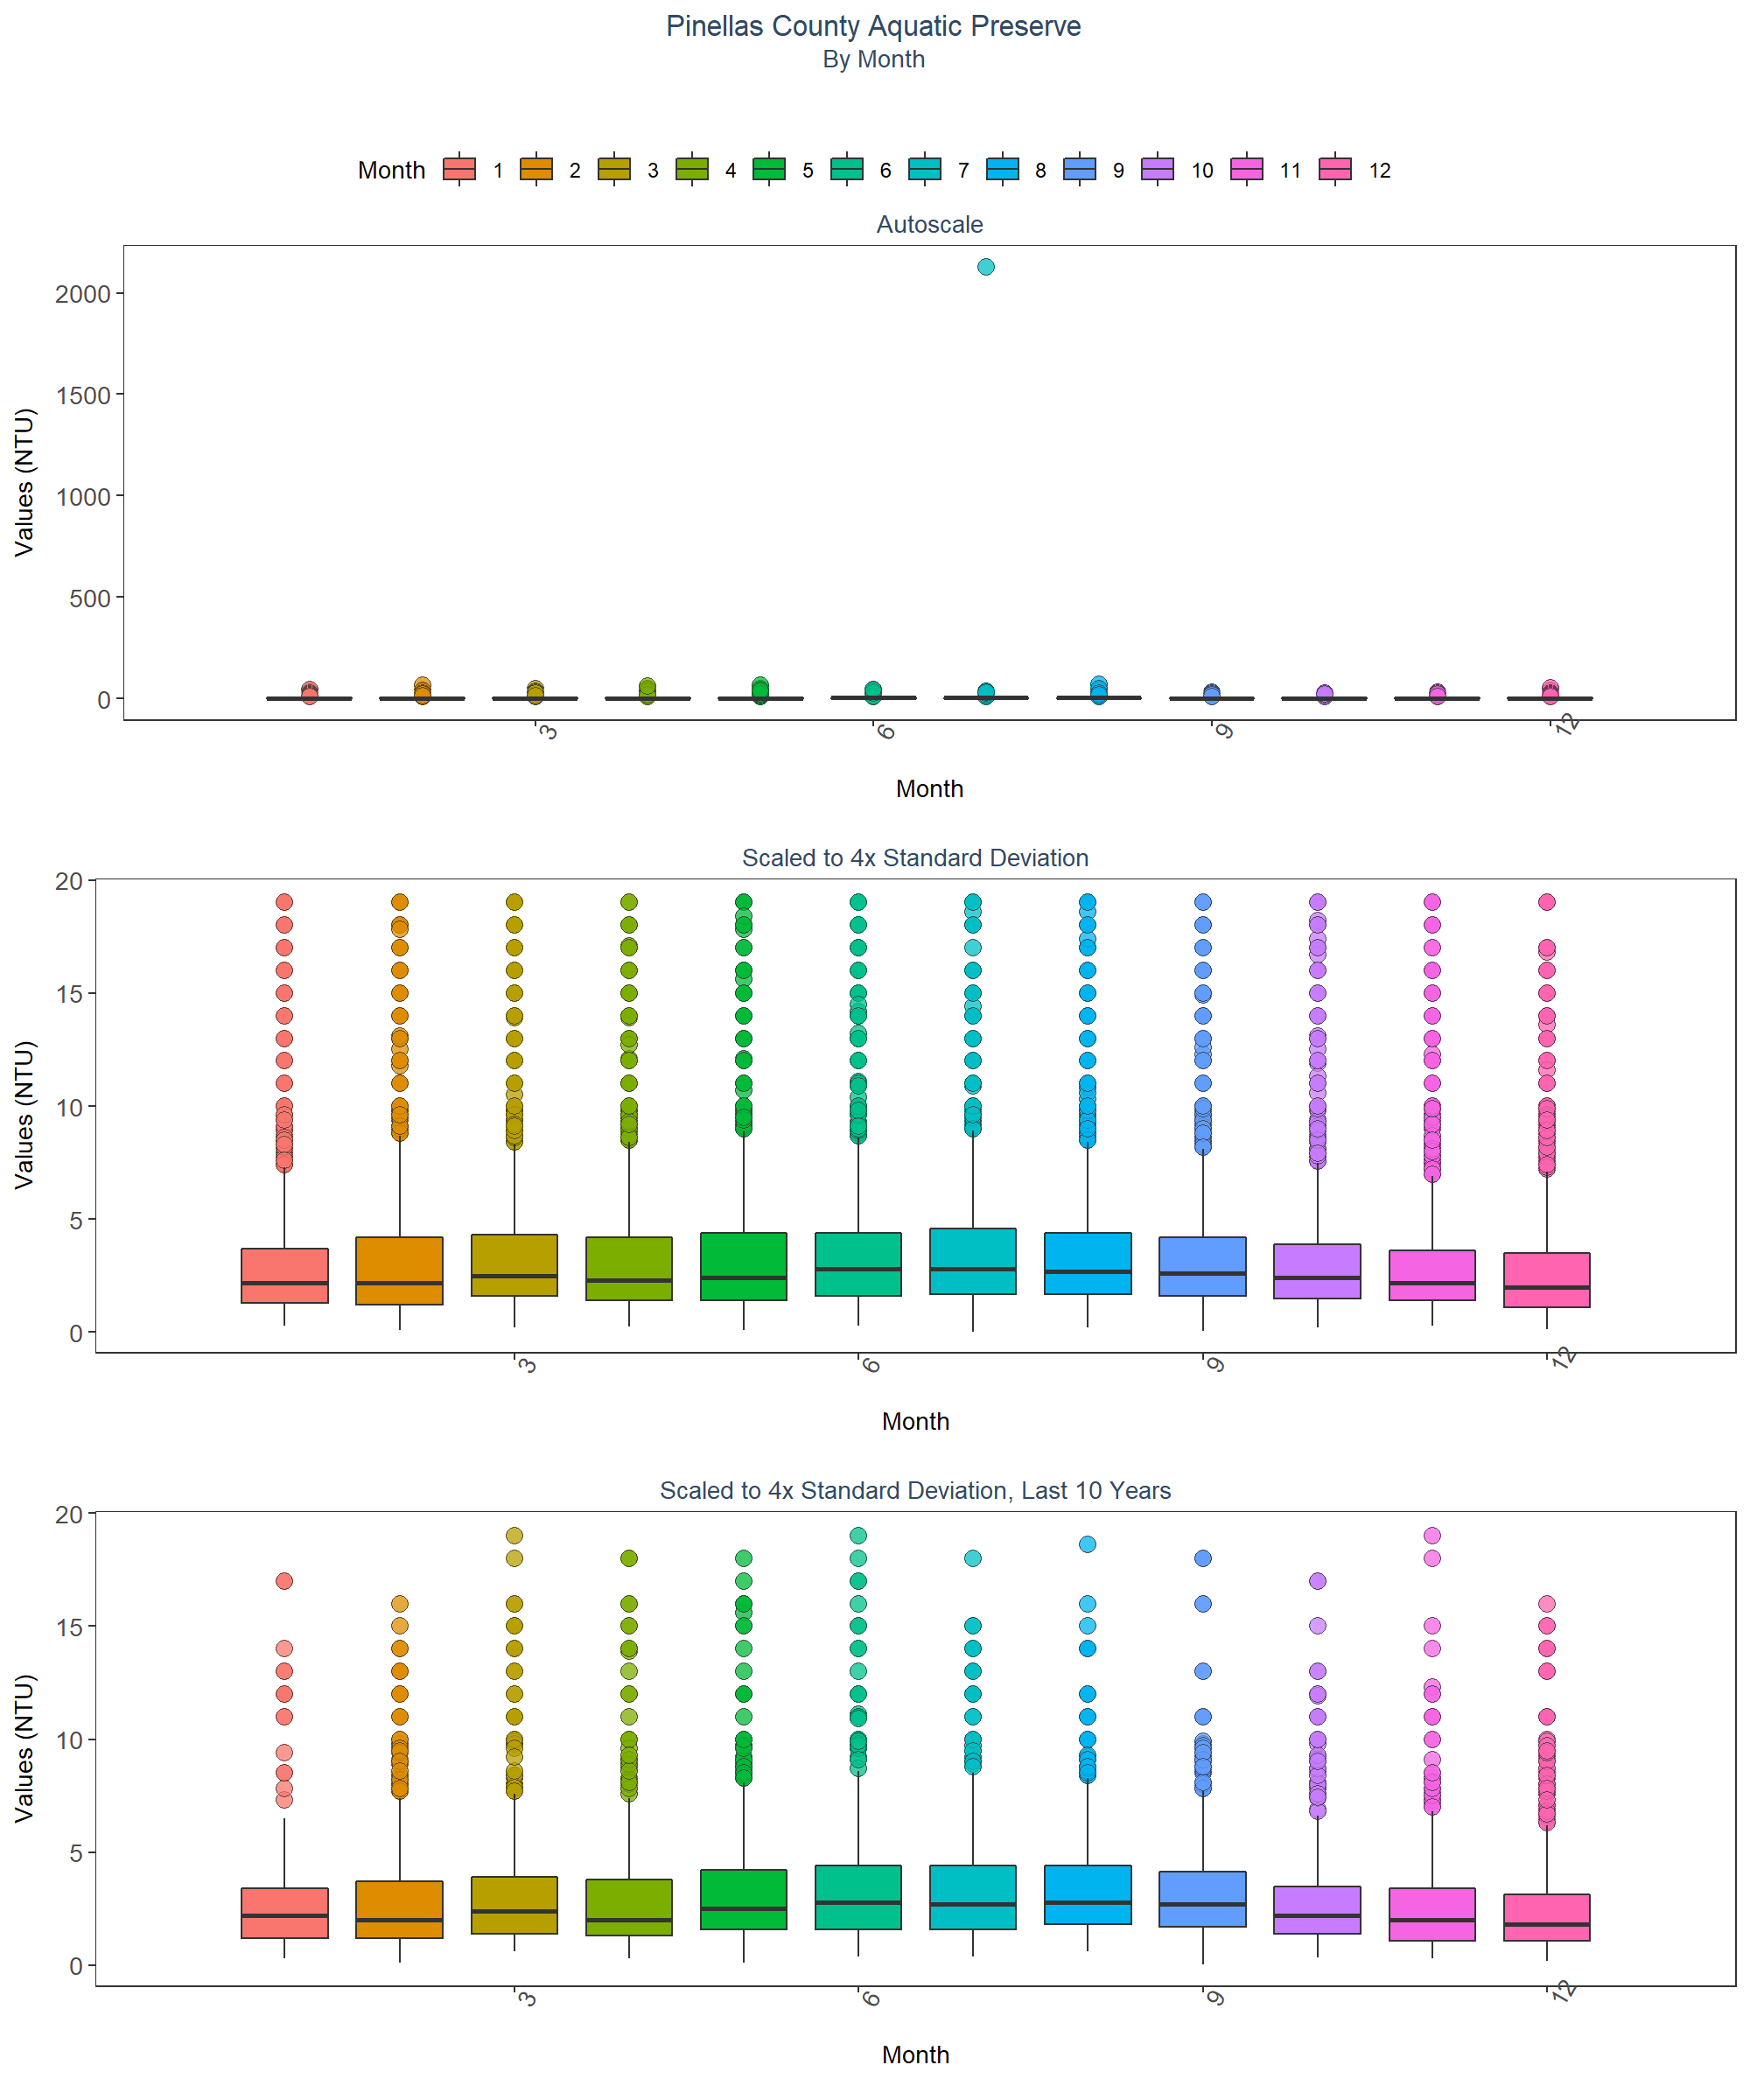 Pinellas County Aquatic Preserve
By Month
Month 1 2 3 4 5 6 7 8 9 10 11 12
Autoscale
Values (NTU)
2000
1500
1000
500
0
3 6 9 12
Month
Scaled to 4x Standard Deviation
Values (NTU)
20
15
10
5
0
3 6 9 12
Month
Scaled to 4x Standard Deviation, Last 10 Years
Values (NTU)
20
15
10
5
0
3 6 9 12
Month